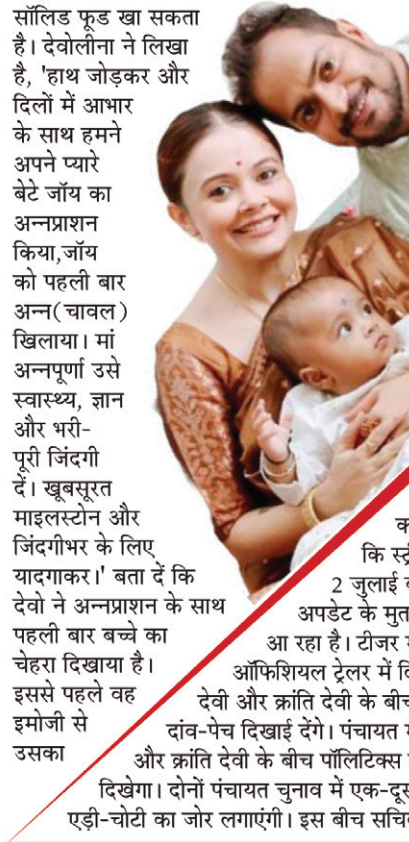 सॉलिड फूड खा सकता
है। देवोलीना ने लिखा
है, 'हाथ जोड़कर और
दिलों में आभार
के साथ हमने
अपने प्यारे
बेटे जॉय का
अन्नप्राशन
किया,जॉय
को पहली बार
अन्न(चावल)
खिलाया। मां
अन्नपूर्णा उसे
स्वास्थ्य, ज्ञान
और भरी-
पूरी जिंदगी
दें। खूबसूरत
माइलस्टोन और
जिंदगीभर के लिए
यादगाकर।' बता दें कि
देवो ने अन्नप्राशन के साथ
पहली बार बच्चे का
चेहरा दिखाया है।
इससे पहले वह
इमोजी से
उसका
कि
2 जुलाई
अपडेट के
आ रहा है। टीजर
ऑफिशियल ट्रेलर में
देवी और क्रांति देवी के बीच
दांव-पेच दिखाई देंगे। पंचायत
और क्रांति देवी के बीच पॉलिटिक्स
दिखेगा। दोनों पंचायत चुनाव में
एड़ी-चोटी का जोर लगाएंगी। इस बीच